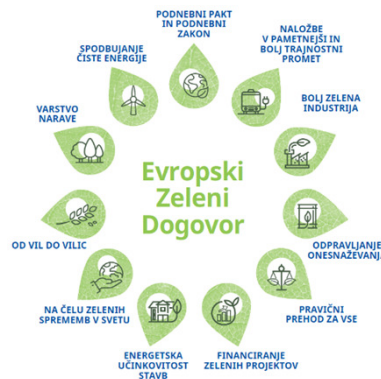 PODNEBNI PAKT
IN PODNEBNI
ZAKON
NALOŽBE
V PAMETNEJŠI IN
BOLJ TRAJNOSTNI
PROMET
BOLJ ZELENA
INDUSTRIJA
ODPRAVLJANJE
ONESNAŽEVANJA
PRAVIČNI
PREHOD ZA VSE
FINANCIRANJE
ZELENIH PROJEKTOV
ENERGETSKA
UČINKOVITOST
STAVB
NA ČELU ZELENIH
SPREMEMB V SVETU
OD VIL DO VILIC
VARSTVO
NARAVE
SPODBUJANJE
ČISTE ENERGIJE
Evropski
Zeleni
Dogovor